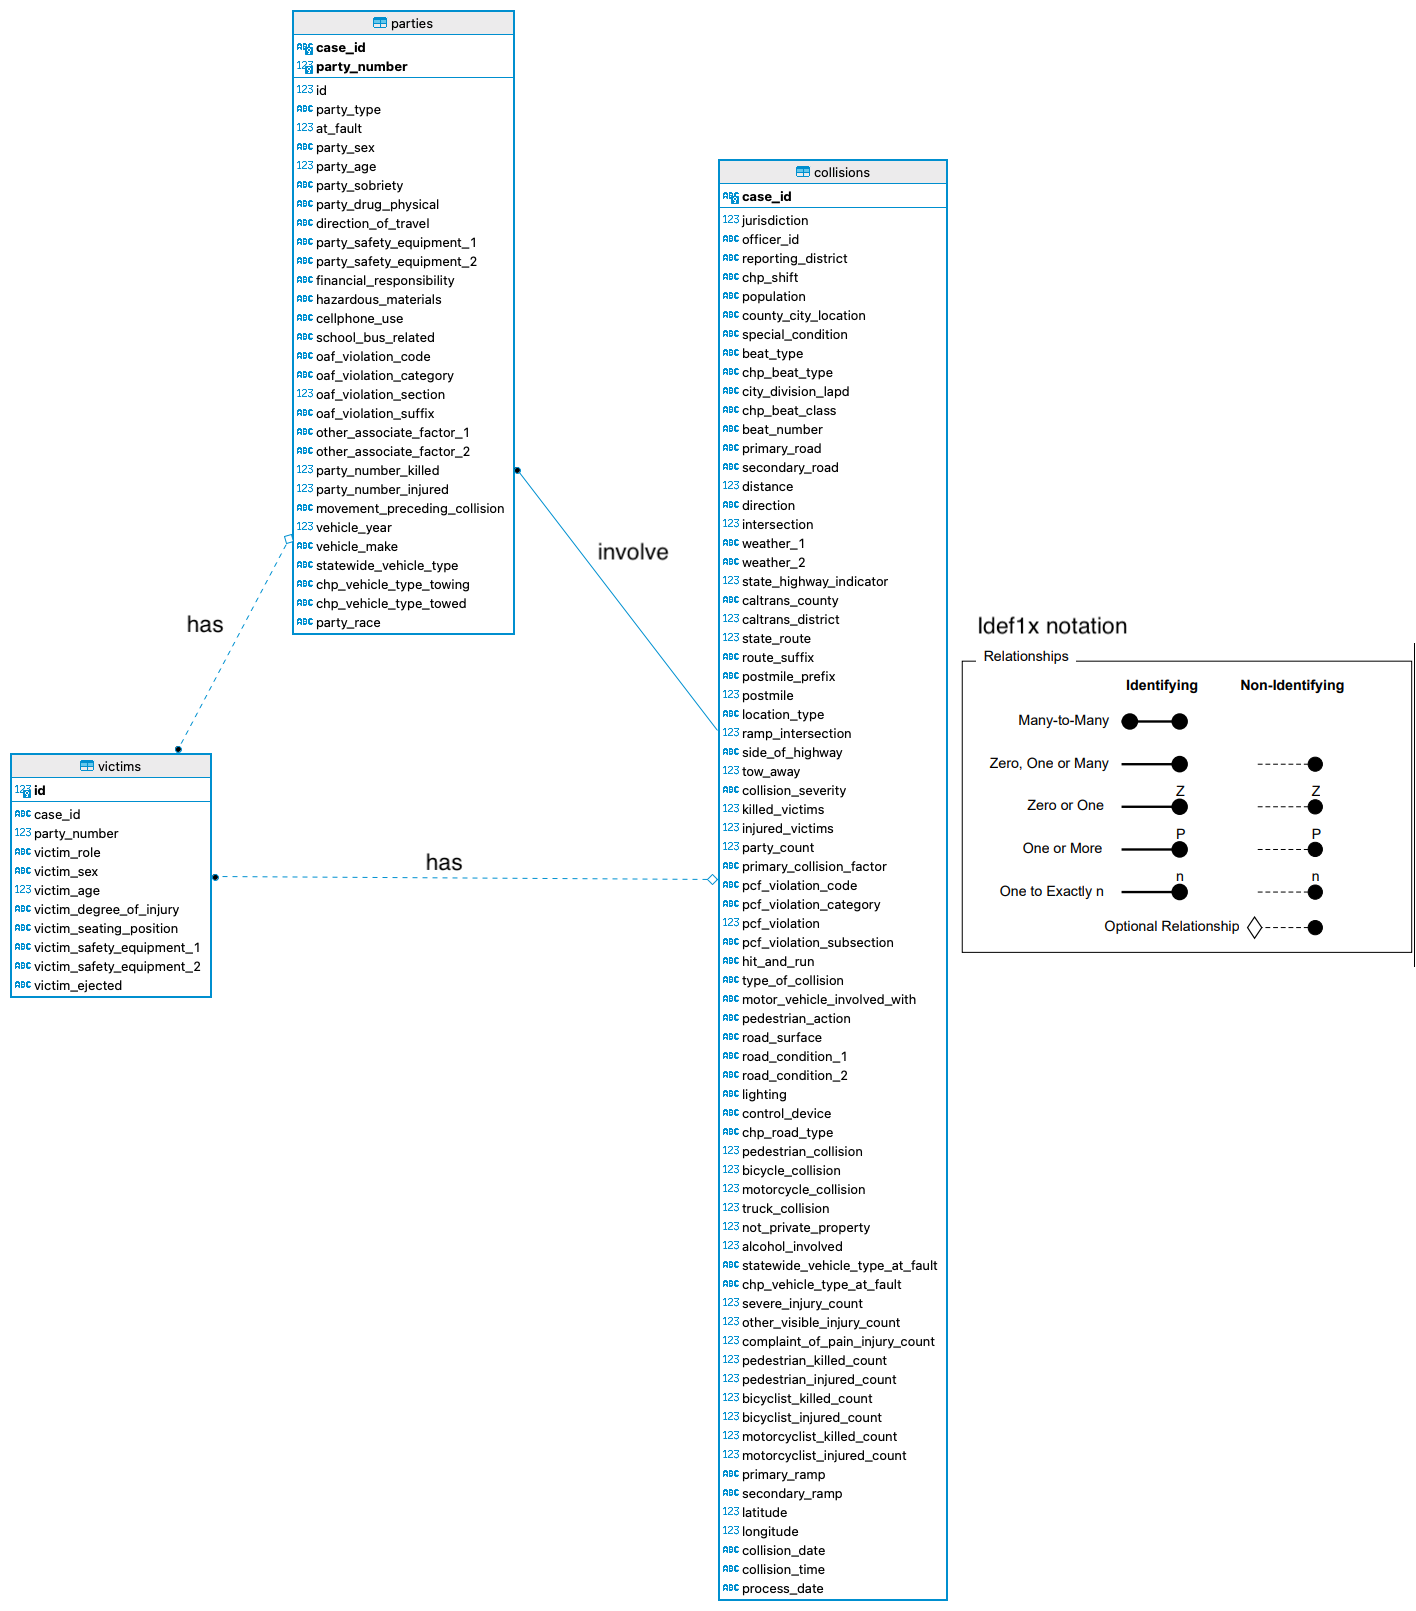 parties
case_id
party_number
123 id
ABC party_type
123 at_fault
ABC party_sex
123 party_age
ABC party_sobriety
ABC party_drug_physical
ABC direction_of_travel
ABC party_safety_equipment_1
ABC party_safety_equipment_2
ABC financial_responsibility
ABC hazardous_materials
ABC cellphone_use
ABC school_bus_related
ABC oaf_violation_code
ABC oaf_violation_category
123 oaf_violation_section
ABC oaf_violation_suffix
ABC other_associate_factor_1
ABC other_associate_factor_2
123 party_number_killed
123 party_number_injured
ABC movement_preceding_collision
123 vehicle_year
ABC vehicle_make
ABC statewide_vehicle_type
ABC chp_vehicle_type_towing
ABC chp_vehicle_type_towed
ABC party_race
has
victims
id
ABC case_id
123 party_number
ABC victim_role
ABC victim_sex
123 victim_age
ABC victim_degree_of_injury
ABC victim_seating_position
ABC victim_safety_equipment_1
ABC victim_safety_equipment_2
ABC victim_ejected
involve
has
collisions
case_id
123 jurisdiction
ABC officer_id
ABC reporting_district
ABC chp_shift
ABC population
ABC county_city_location
ABC special_condition
ABC beat_type
ABC chp_beat_type
ABC city_division_lapd
ABC chp_beat_class
ABC beat_number
ABC primary_road
ABC secondary_road
123 distance
ABC direction
123 intersection
ABC weather_1
ABC weather_2
123 state_highway_indicator
ABC caltrans_county
123 caltrans_district
123 state_route
ABC route_suffix
ABC postmile_prefix
123 postmile
ABC location_type
123 ramp_intersection
ABC side_of_highway
123 tow_away
ABC collision_severity
123 killed_victims
123 injured_victims
123 party_count
ABC primary_collision_factor
ABC pcf_violation_code
ABC pcf_violation_category
123 pcf_violation
ABC pcf_violation_subsection
ABC hit_and_run
ABC type_of_collision
ABC motor_vehicle_involved_with
ABC pedestrian_action
ABC road_surface
ABC road_condition_1
ABC road_condition_2
ABC lighting
ABC control_device
ABC chp_road_type
123 pedestrian_collision
123 bicycle_collision
123 motorcycle_collision
123 truck_collision
123 not_private_property
123 alcohol_involved
ABC statewide_vehicle_type_at_fault
ABC chp_vehicle_type_at_fault
123 severe_injury_count
123 other_visible_injury_count
123 complaint_of_pain_injury_count
123 pedestrian_killed_count
123 pedestrian_injured_count
123 bicyclist_killed_count
123 bicyclist_injured_count
123 motorcyclist_killed_count
123 motorcyclist_injured_count
ABC primary_ramp
ABC secondary_ramp
123 latitude
123 longitude
ABC collision_date
ABC collision_time
ABC process_date
Idef1x notation
Relationships
Identifying Non-Identifying
Many-to-Many
Zero, One or Many
Z Z
Zero or One
P P
One or More
n n
One to Exactly n
Optional Relationship